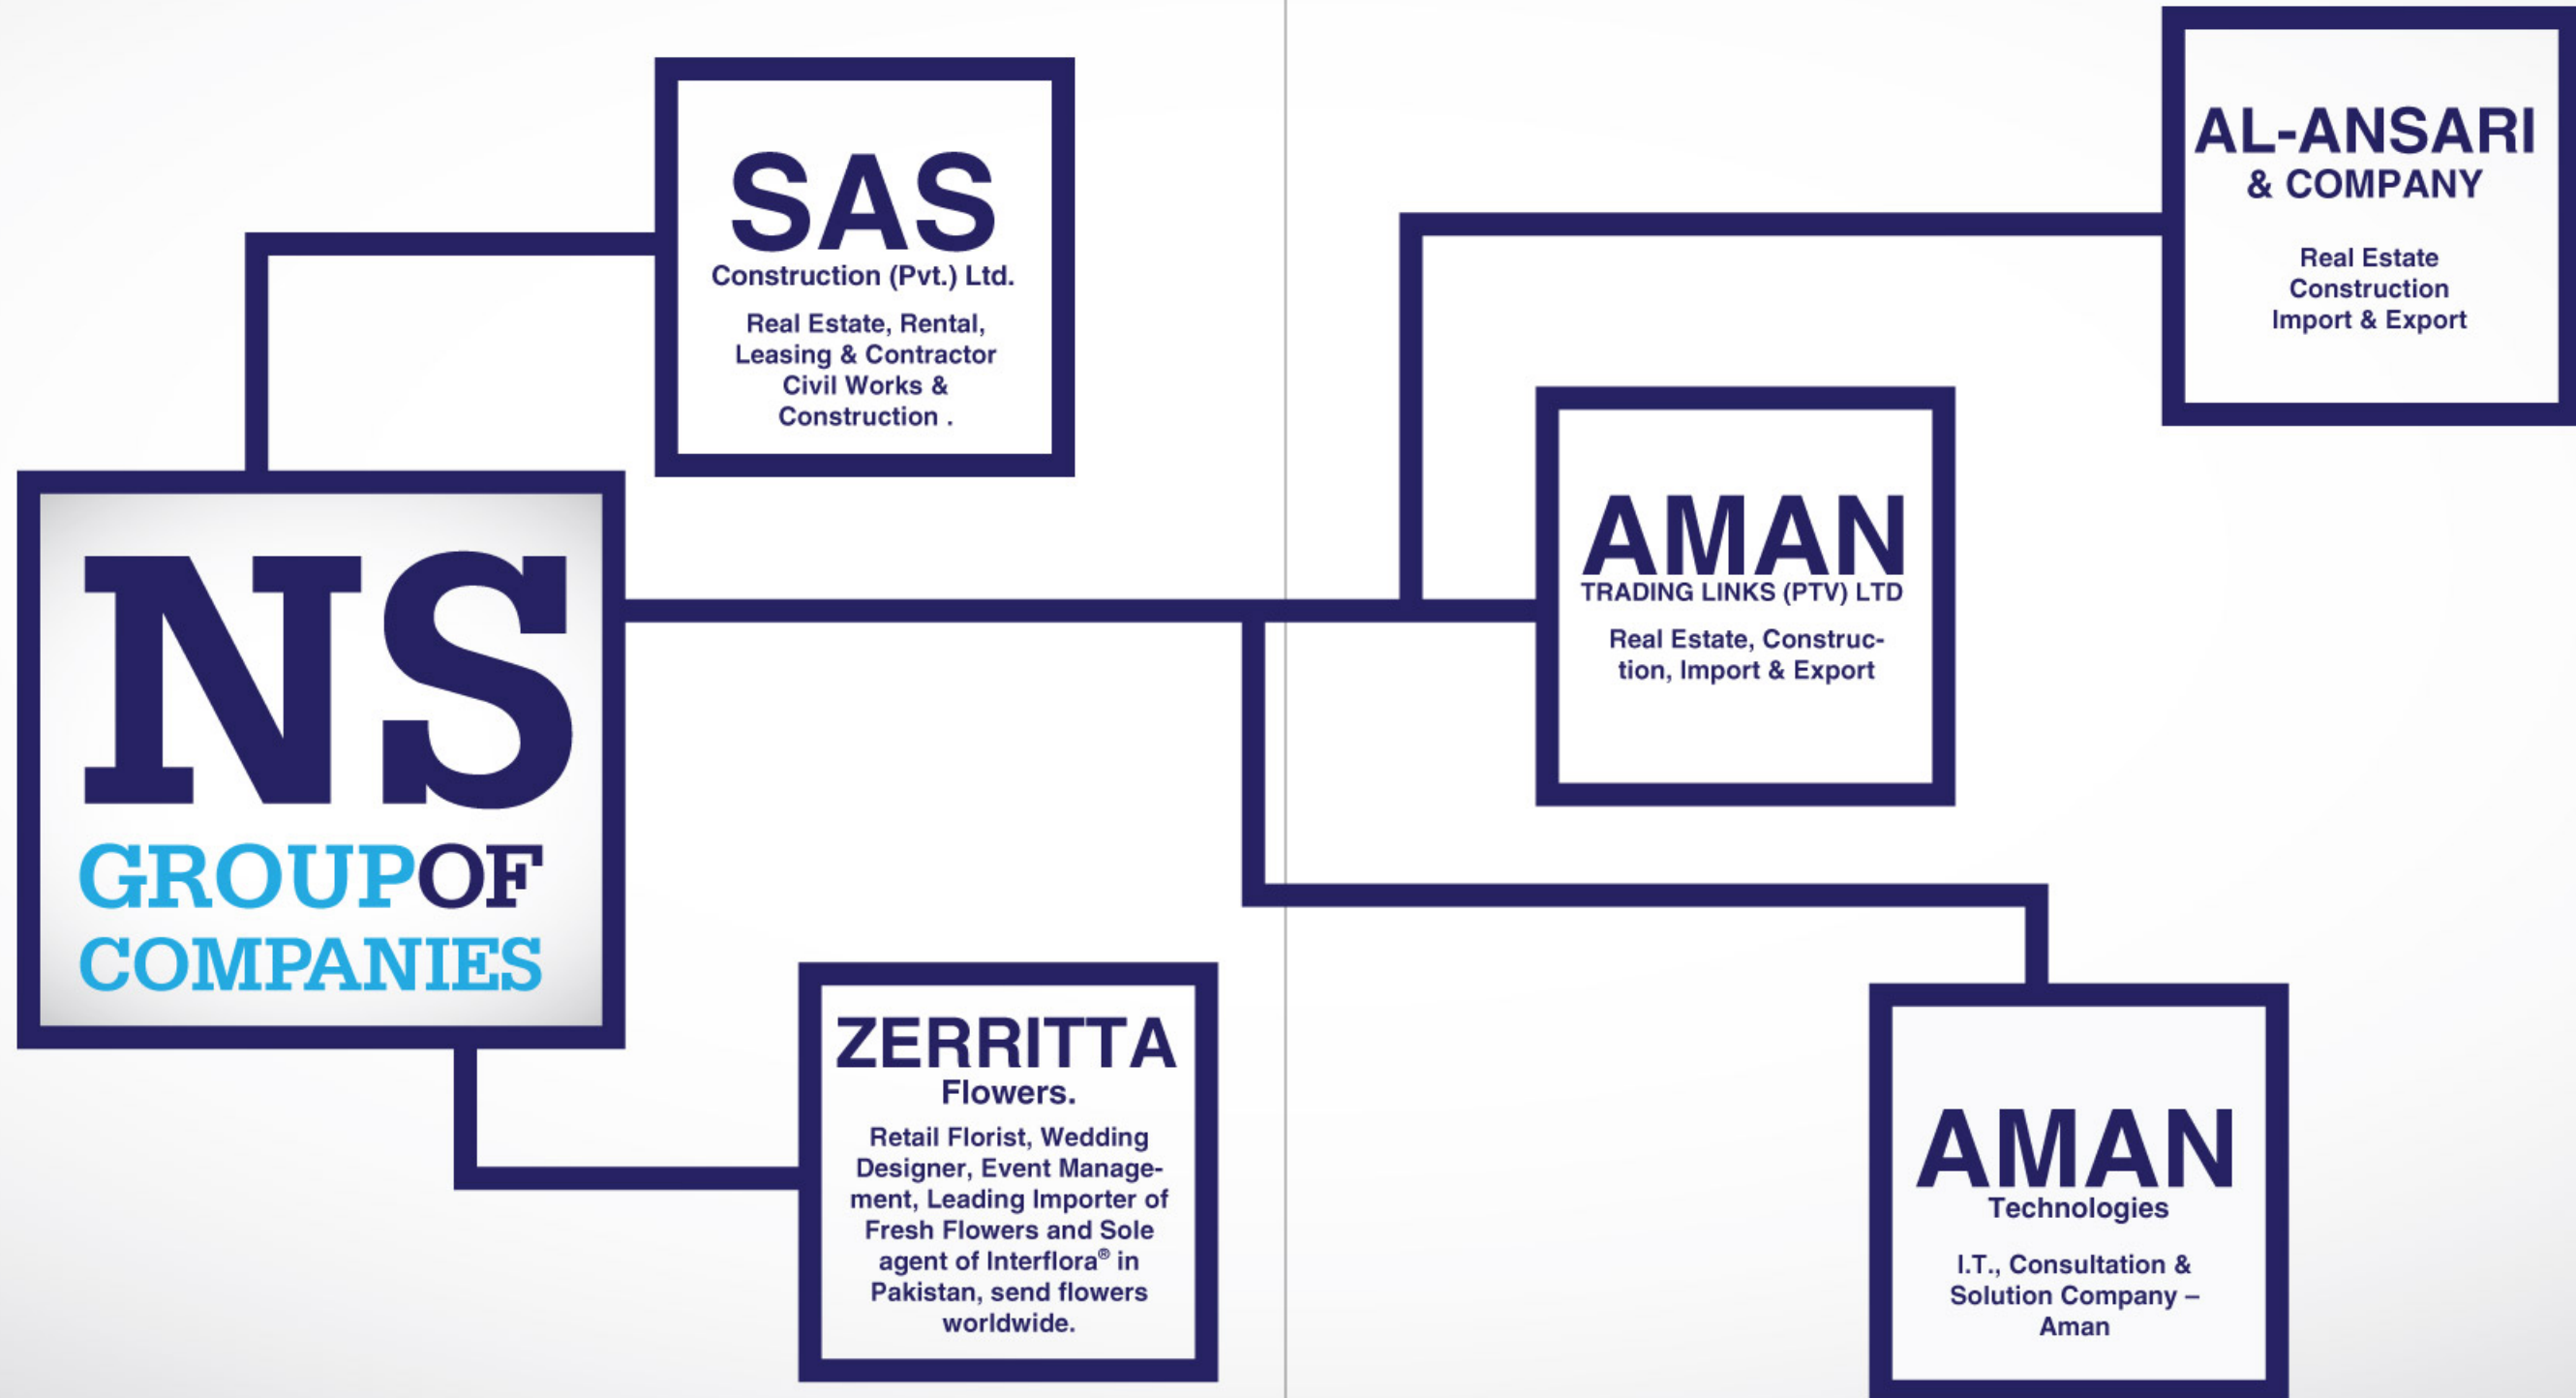 SAS
Construction (Pvt.) Ltd.
Real Estate, Rental,
Leasing & Contractor
Civil Works &
Construction .
AL-ANSARI
& COMPANY
Real Estate
Construction
Import & Export
NS
GROUPOF
COMPANIES
AMAN
TRADING LINKS (PTV) LTD
Real Estate, Construc-
tion, Import & Export
ZERRITTA
Flowers.
Retail Florist, Wedding
Designer, Event Manage-
ment, Leading Importer of
Fresh Flowers and Sole
agent of Interflora® in
Pakistan, send flowers
worldwide.
AMAN
Technologies
I.T., Consultation &
Solution Company –
Aman